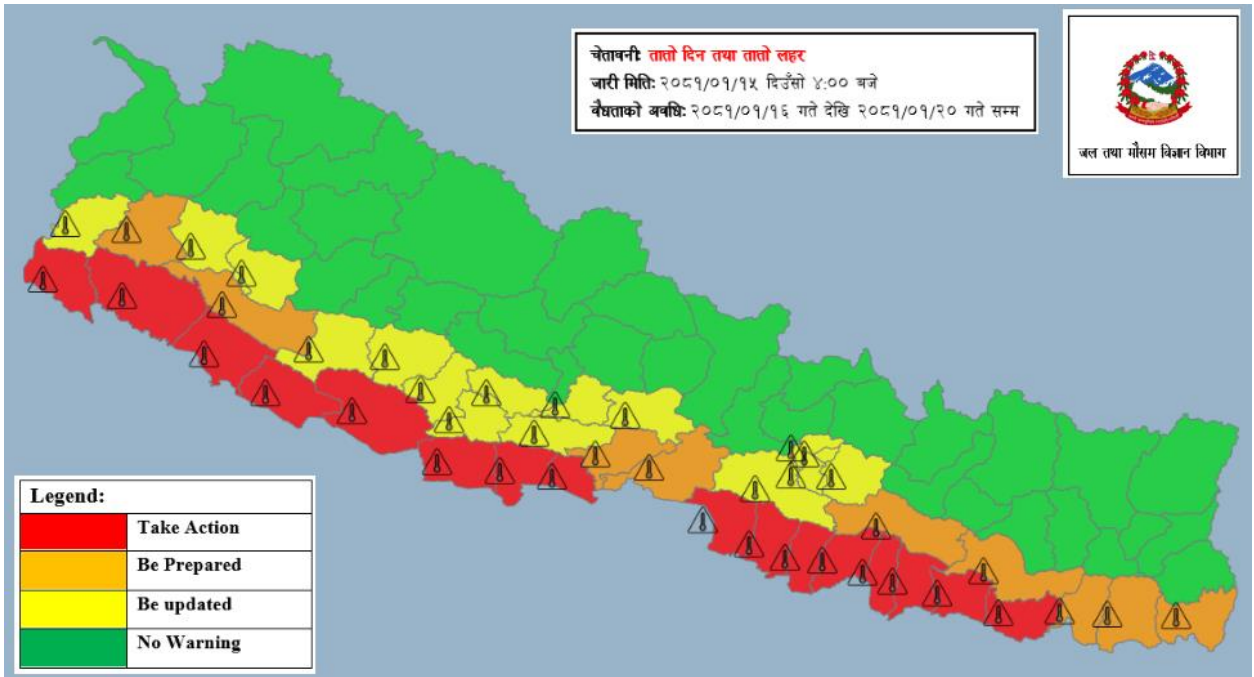 चेतावनी: तातो दिन तथा तातो लहर
जारी मिति: २०८१/०१/१५ दिउँसो ४:०० बजे
वैधताको अवधि: २०८१/०१/१६ गते देखि २०८१/०१/२० गते सम्म
जल तथा मौसम विज्ञान विभाग
Legend:
Take Action
Be Prepared
Be updated
No Warning